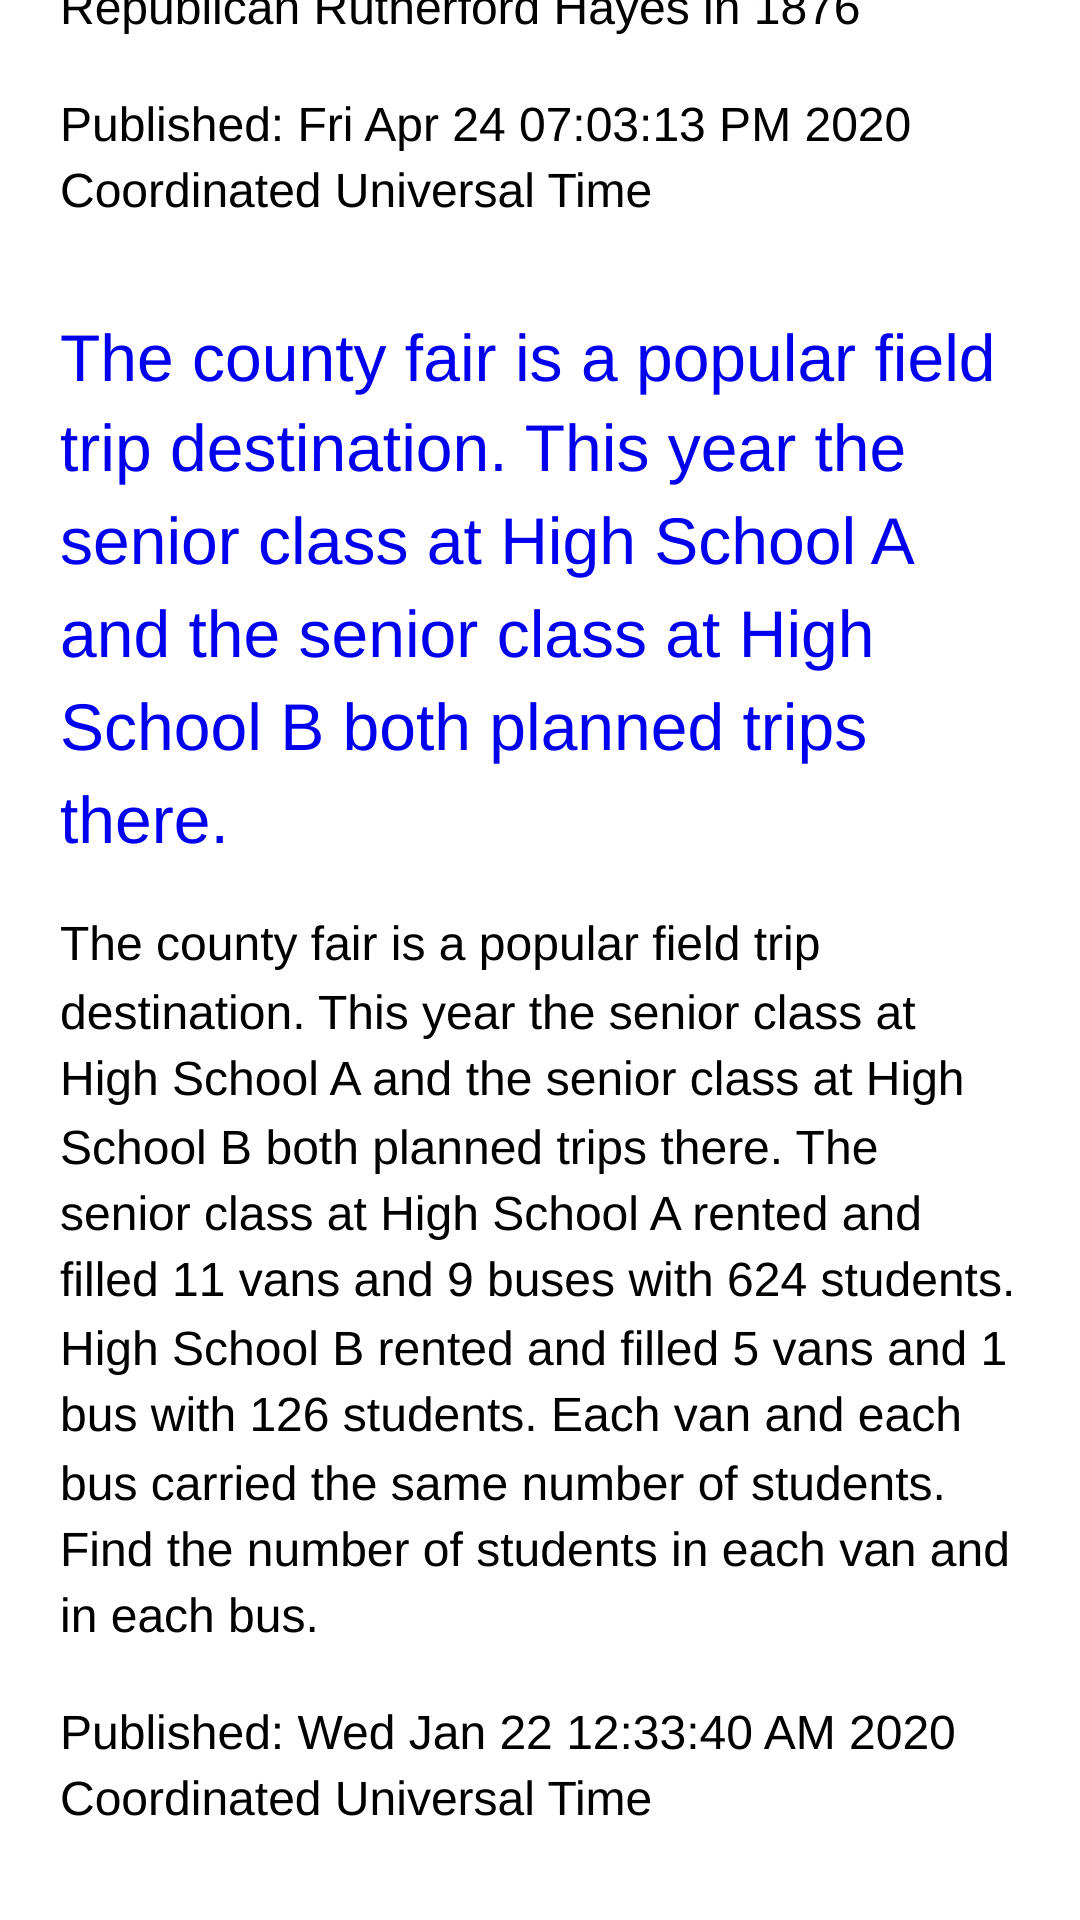 Republican Rutherford Hayes in 1876
Published: Fri Apr 24 07:03:13 PM 2020
Coordinated Universal Time
The county fair is a popular field
trip destination. This year the
senior class at High School A
and the senior class at High
School B both planned trips
there.
The county fair is a popular field trip
destination. This year the senior class at
High School A and the senior class at High
School B both planned trips there. The
senior class at High School A rented and
filled 11 vans and 9 buses with 624 students.
High School B rented and filled 5 vans and 1
bus with 126 students. Each van and each
bus carried the same number of students.
Find the number of students in each van and
in each bus.
Published: Wed Jan 22 12:33:40 AM 2020
Coordinated Universal Time